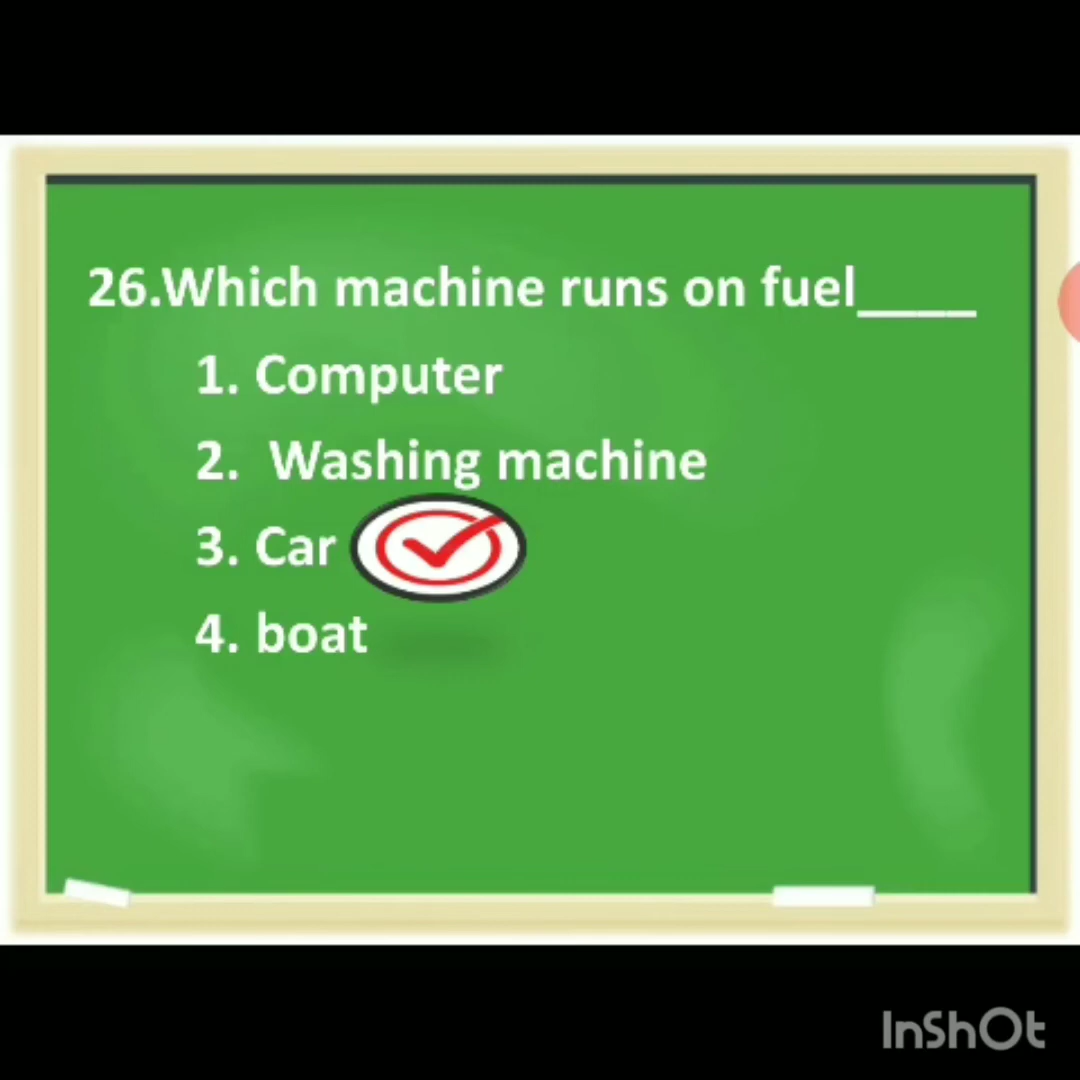 26.Which machine runs on fuel____
1. Computer
2. Washing machine
3. Car
4. boat
InShOt